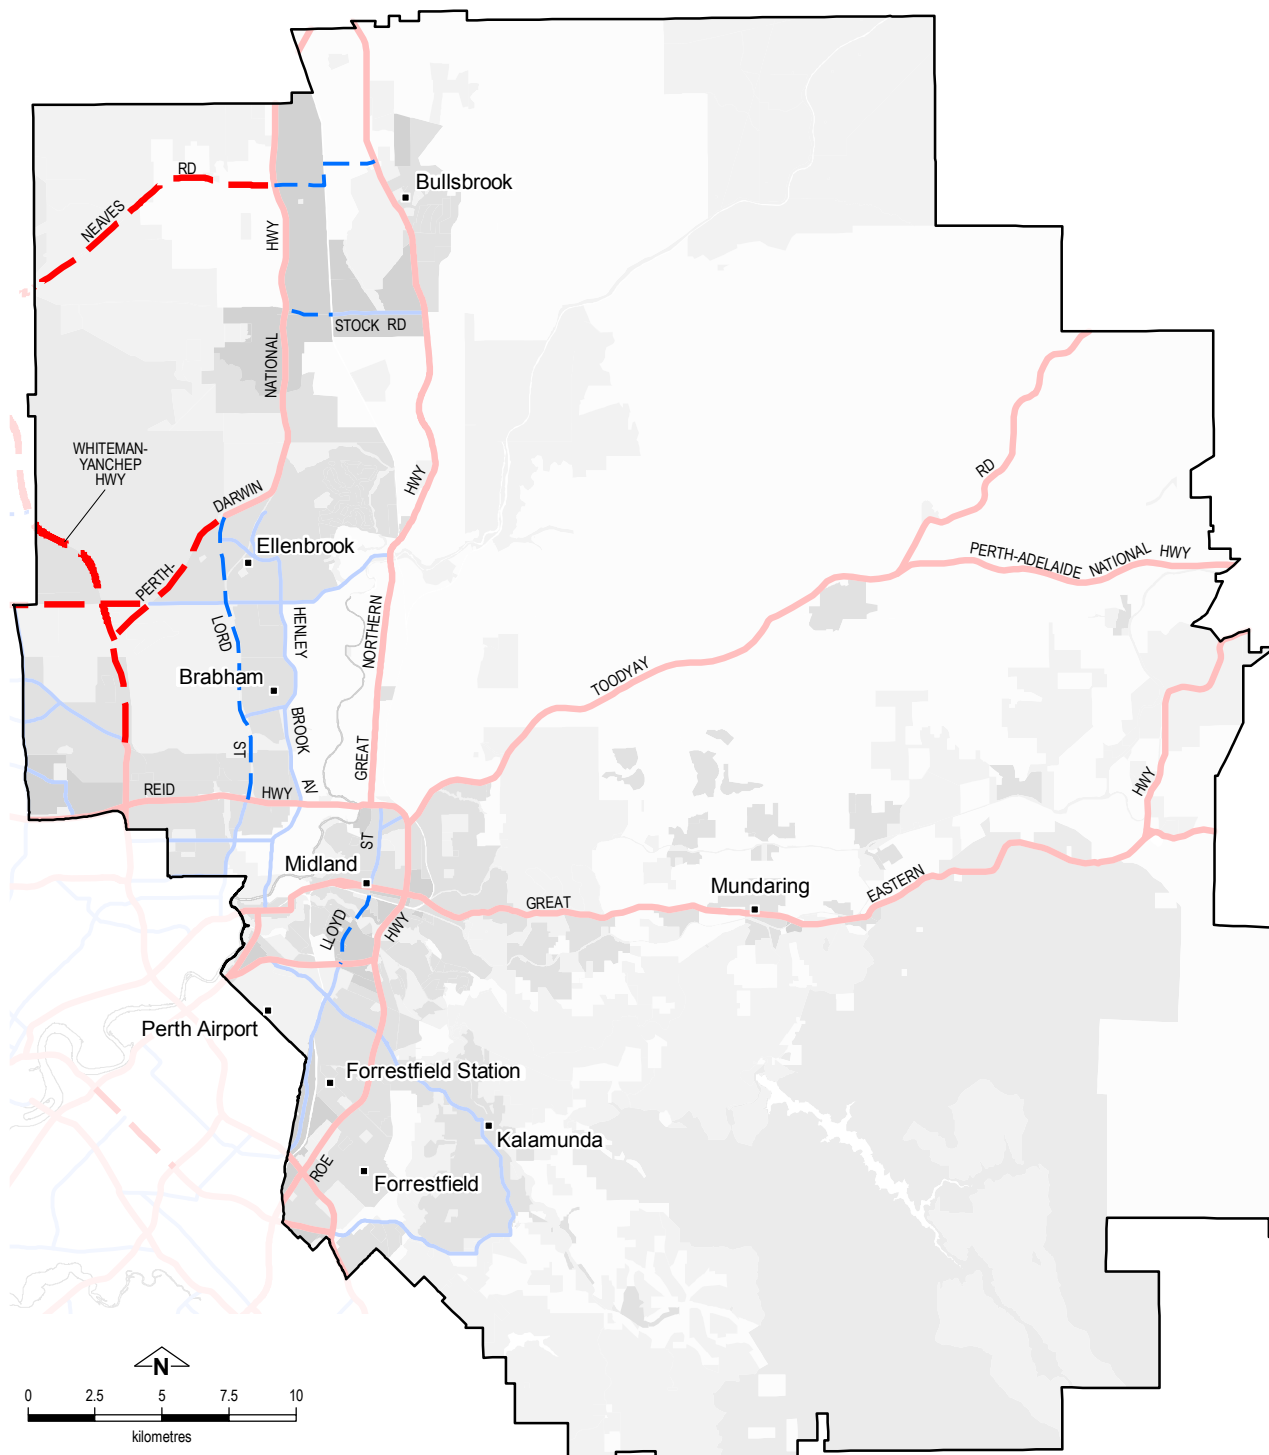 RD
Bullsbrook
NEAVES
HWY
STOCK RD
NATIONAL
WHITEMAN-
YANCHEP
HWY
HWY
RD
DARWIN
Ellenbrook
PERTH-ADELAIDE NATIONAL HWY
PERTH-
HENLEY
LORD
NORTHERN
Brabham
TOODYAY
BROOK
ST
GREAT
AV
REID
HWY
HWY
ST
Midland
Mundaring
EASTERN
GREAT
LLOYD
HWY
Perth Airport
Forrestfield Station
Kalamunda
ROE
Forrestfield
N
0 2.5 5 7.5 10
kilometres